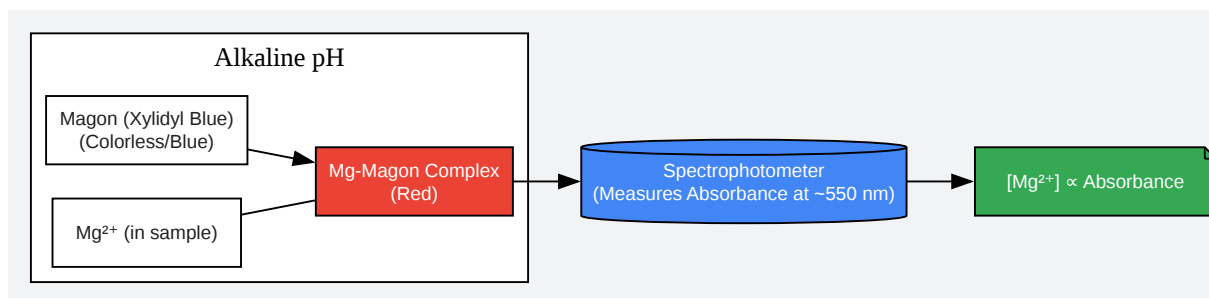 Alkaline pH
Magon (Xylidyl Blue)
(Colorless/Blue)
Mg²⁺ (in sample)
Mg-Magon Complex
(Red)
Spectrophotometer
(Measures Absorbance at ~550 nm)
[Mg²⁺] ∝ Absorbance